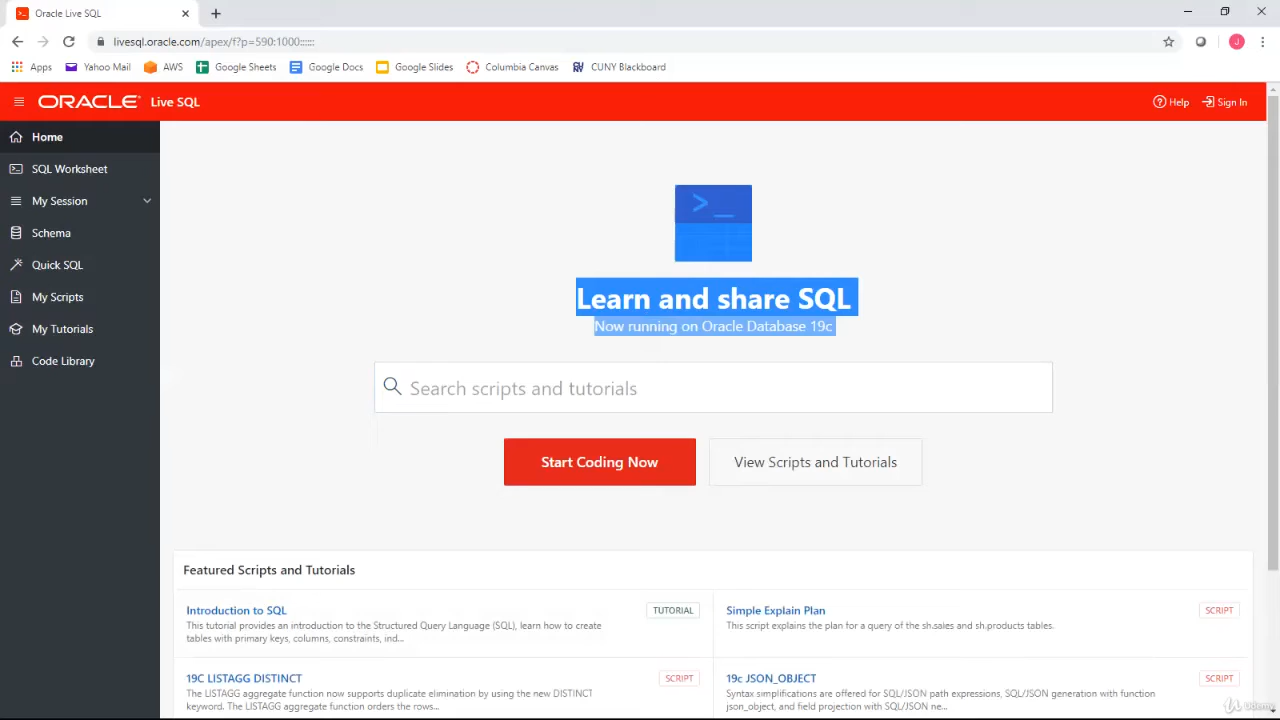 Oracle Live SQL
livesql.oracle.com/apex/f?p=590:1000::::::
Apps
Yahoo Mail
AWS
Google Sheets
Google Docs
Google Slides
Columbia Canvas
CUNY Blackboard
J
ORACLE Live SQL
Help
Sign In
Home
SQL Worksheet
My Session
Schema
Quick SQL
My Scripts
My Tutorials
Code Library
>_
Learn and share SQL
Now running on Oracle Database 19c
Search scripts and tutorials
Start Coding Now
View Scripts and Tutorials
Featured Scripts and Tutorials
Introduction to SQL
TUTORIAL
This tutorial provides an introduction to the Structured Query Language (SQL), learn how to create
tables with primary keys, columns, constraints, ind...
Simple Explain Plan
SCRIPT
This script explains the plan for a query of the sh.sales and sh.products tables.
19C LISTAGG DISTINCT
SCRIPT
The LISTAGG aggregate function now supports duplicate elimination by using the new DISTINCT
keyword. The LISTAGG aggregate function orders the rows...
19c JSON_OBJECT
SCRIPT
Syntax simplifications are offered for SQL/JSON path expressions, SQL/JSON generation with function
json_object, and field projection with SQL/JSON ne...
Udemy